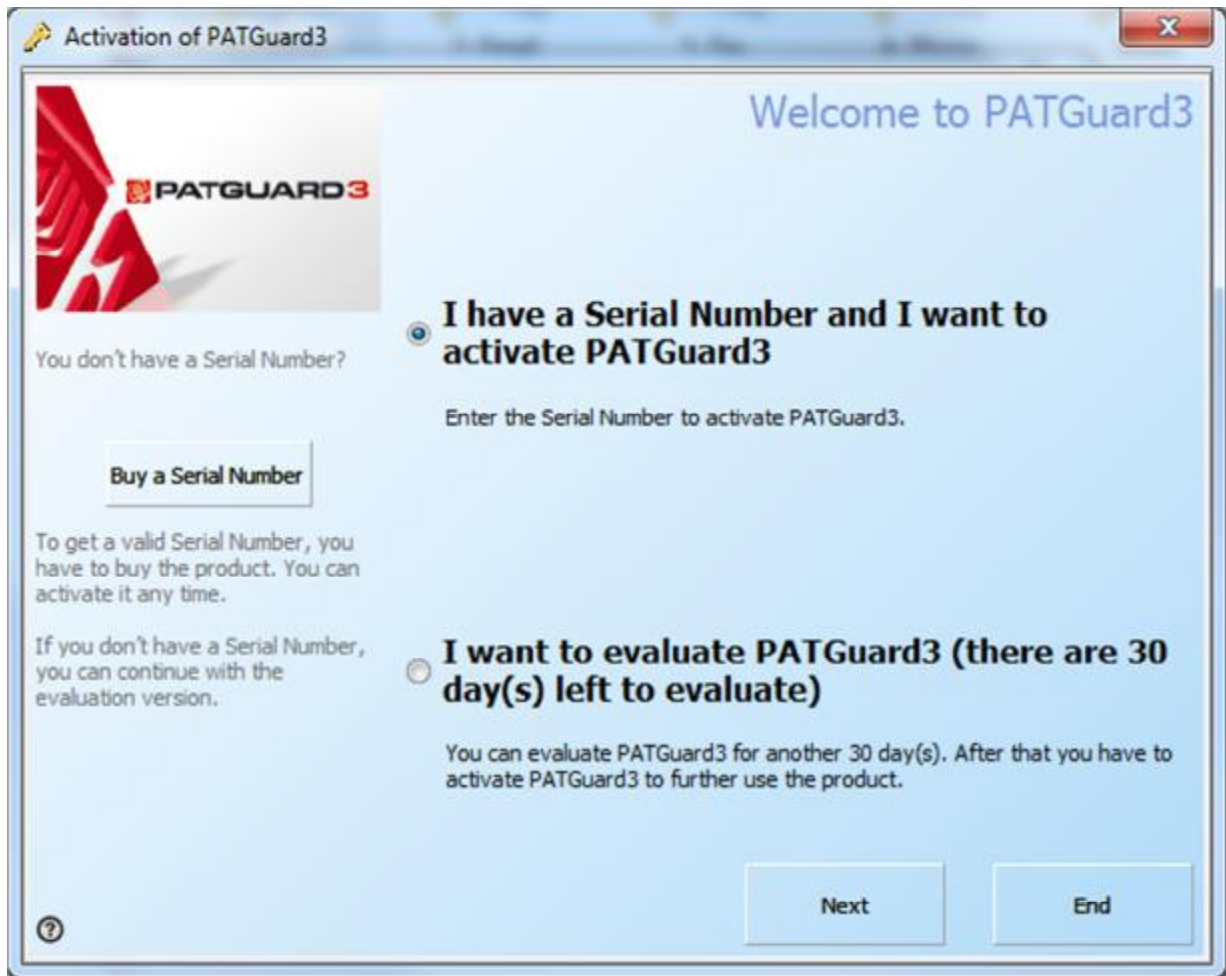 Activation of PATGuard3
Welcome to PATGuard3
PATGUARD3
You don't have a Serial Number?
Buy a Serial Number
To get a valid Serial Number, you
have to buy the product. You can
activate it any time.
If you don't have a Serial Number,
you can continue with the
evaluation version.
I have a Serial Number and I want to
activate PATGuard3
Enter the Serial Number to activate PATGuard3.
I want to evaluate PATGuard3 (there are 30
day(s) left to evaluate)
You can evaluate PATGuard3 for another 30 day(s). After that you have to
activate PATGuard3 to further use the product.
Next
End